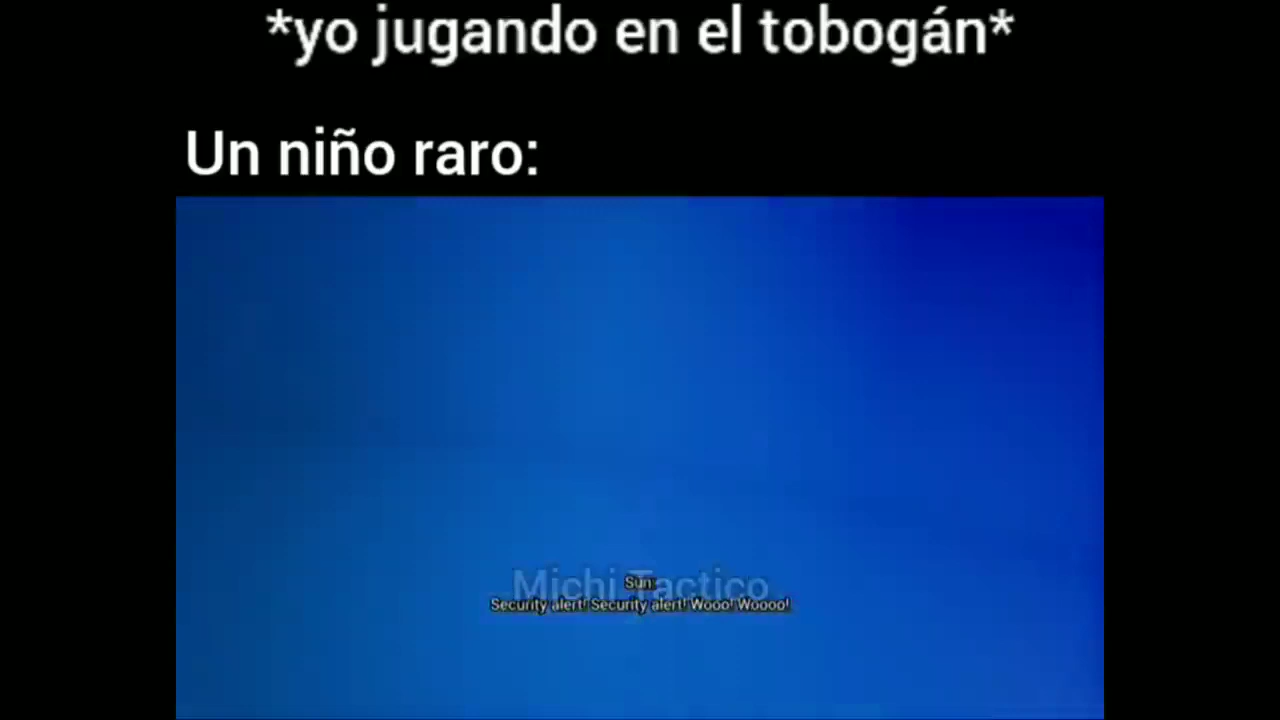 *yo jugando en el tobogán*
Un niño raro:
Michi Tactico
Sun:
Security alert! Security alert! Wooo! Woooo!